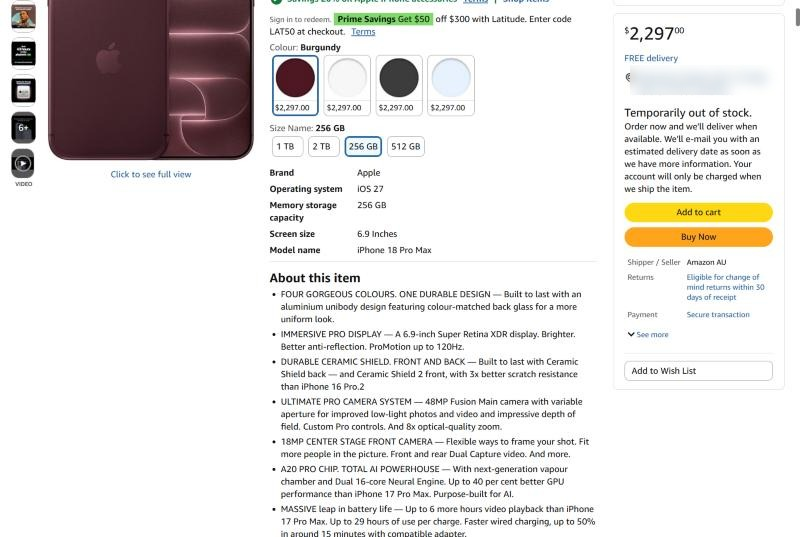 Savings 20% off Apple iPhone accessories Terms | Shop items
Sign in to redeem. Prime Savings Get $50 off $300 with Latitude. Enter code
LAT50 at checkout. Terms
Colour: Burgundy
$2,297.00 $2,297.00 $2,297.00 $2,297.00
Size Name: 256 GB
1 TB 2 TB 256 GB 512 GB
Brand Apple
Operating system iOS 27
Memory storage capacity 256 GB
Screen size 6.9 Inches
Model name iPhone 18 Pro Max
About this item
• FOUR GORGEOUS COLOURS. ONE DURABLE DESIGN — Built to last with an
aluminium unibody design featuring colour-matched back glass for a more
uniform look.
• IMMERSIVE PRO DISPLAY — A 6.9-inch Super Retina XDR display. Brighter.
Better anti-reflection. ProMotion up to 120Hz.
• DURABLE CERAMIC SHIELD. FRONT AND BACK — Built to last with Ceramic
Shield back — and Ceramic Shield 2 front, with 3x better scratch resistance
than iPhone 16 Pro.2
• ULTIMATE PRO CAMERA SYSTEM — 48MP Fusion Main camera with variable
aperture for improved low-light photos and video and impressive depth of
field. Custom Pro controls. And 8x optical-quality zoom.
• 18MP CENTER STAGE FRONT CAMERA — Flexible ways to frame your shot. Fit
more people in the picture. Front and rear Dual Capture video. And more.
• A20 PRO CHIP. TOTAL AI POWERHOUSE — With next-generation vapour
chamber and Dual 16-core Neural Engine. Up to 40 per cent better GPU
performance than iPhone 17 Pro Max. Purpose-built for AI.
• MASSIVE leap in battery life — Up to 6 more hours video playback than iPhone
17 Pro Max. Up to 29 hours of use per charge. Faster wired charging, up to 50%
in around 15 minutes with compatible adapter.
6+
VIDEO
Click to see full view
$2,297.00
FREE delivery
Temporarily out of stock.
Order now and we'll deliver when
available. We'll e-mail you with an
estimated delivery date as soon as
we have more information. Your
account will only be charged when
we ship the item.
Add to cart
Buy Now
Shipper / Seller Amazon AU
Returns Eligible for change of
mind returns within 30
days of receipt
Payment Secure transaction
See more
Add to Wish List